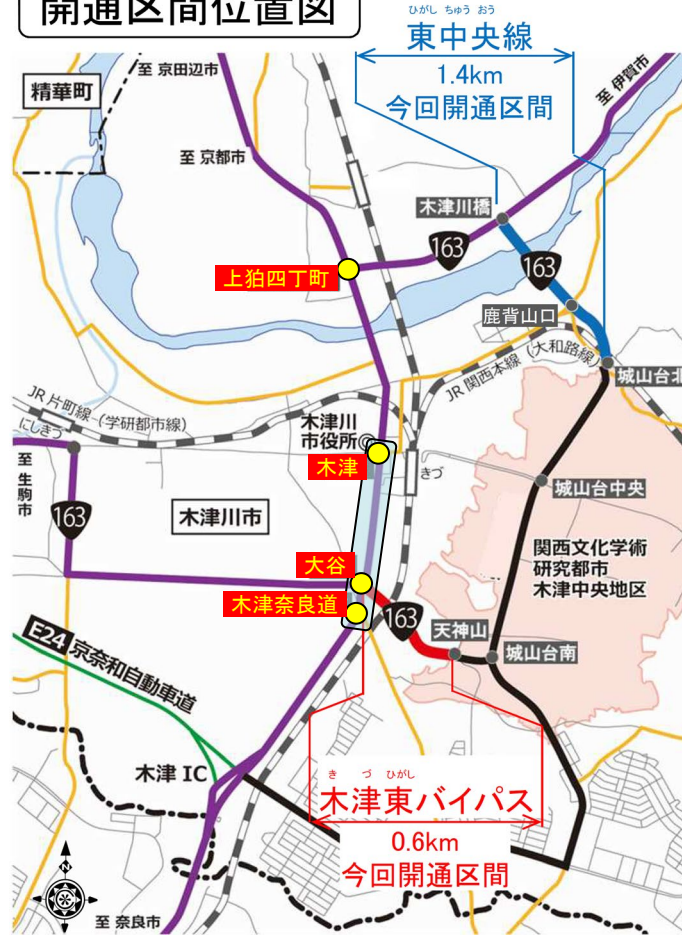 開通区間位置図
ひがし ちゅう おう
東中央線
1.4km
今回開通区間
至 京田辺市
至 伊賀市
精華町
至 京都市
木津川橋
163
163
上狛四丁町
鹿背山口
JR 関西本線（大和路線）
城山台北
JR 片町線（学研都市線）
にしきづ
木津川
市役所
きづ
木津
至 生駒市
163
木津川市
城山台中央
関西文化学術
研究都市
木津中央地区
大谷
木津奈良道
163
天神山
城山台南
E24 京奈和自動車道
木津 IC
き づ ひがし
木津東バイパス
0.6km
今回開通区間
N
至 奈良市